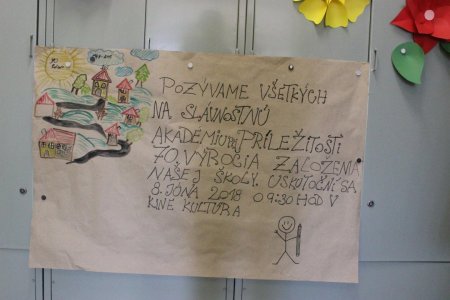 POZÝVAME VŠETKÝCH
NA SLÁVNOSTNÚ
AKADÉMIU PRI PRÍLEŽITOSTI
70. VÝROČIA ZALOŽENIA
NAŠEJ ŠKOLY. USKUTOČNÍ SA
8. JÚNA 2018 O 9:30 HOD V
KINE KULTÚRA